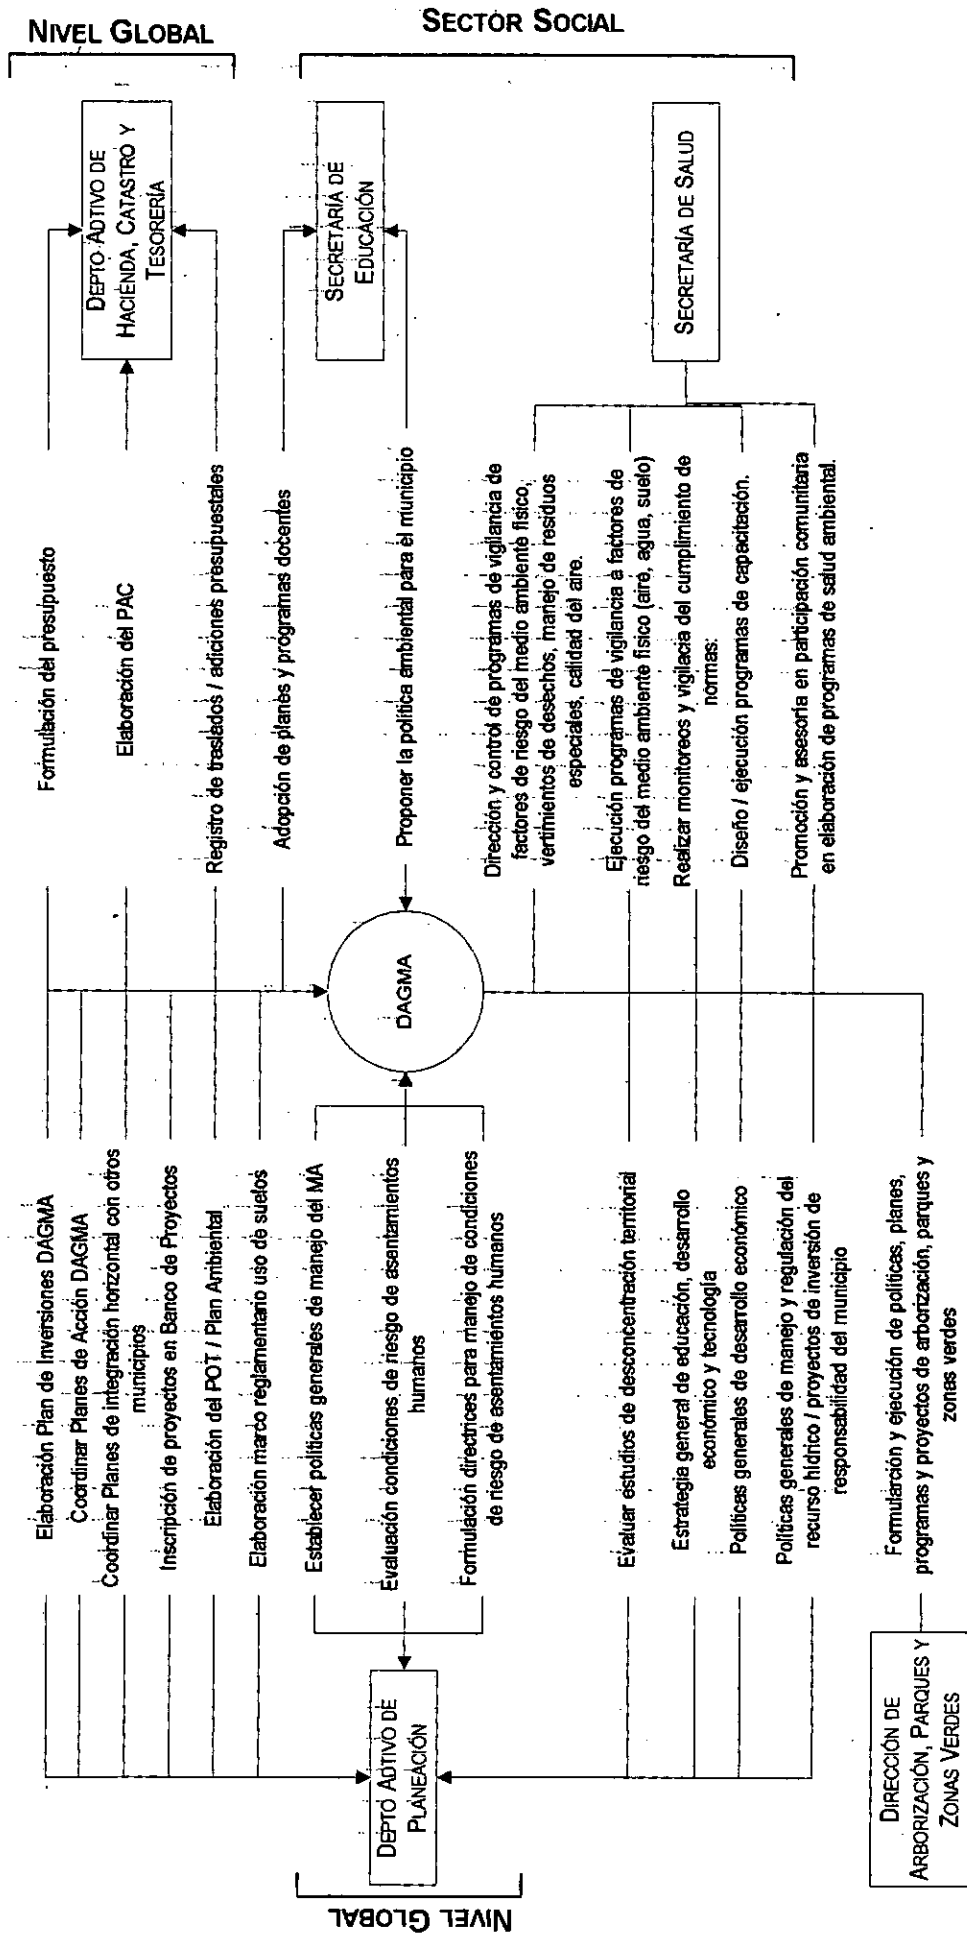 NIVEL GLOBAL
DEPTO ADTIVO DE
PLANEACIÓN
Elaboración Plan de Inversiones DAGMA
Coordinar Planes de Acción DAGMA
Coordinar Planes de integración horizontal con otros
municipios
Inscripción de proyectos en Banco de Proyectos
Elaboración del POT / Plan Ambiental
Elaboración marco reglamentario uso de suelos
Establecer políticas generales de manejo del MA
Evaluación condiciones de riesgo de asentamientos
humanos
Formulación directrices para manejo de condiciones
de riesgo de asentamientos humanos
Evaluar estudios de desconcentración territorial
Estrategia general de educación, desarrollo
económico y tecnología
Políticas generales de desarrollo económico
Políticas generales de manejo y regulación del
recurso hídrico / proyectos de inversión de
responsabilidad del municipio
DIRECCIÓN DE
ARBORIZACIÓN, PARQUES Y
ZONAS VERDES
Formularción y ejecución de políticas, planes,
programas y proyectos de arborización, parques y
zonas verdes
DAGMA
Formulación del presupuesto
Elaboración del PAC
Registro de traslados / adiciones presupuestales
Adopción de planes y programas docentes
Proponer la política ambiental para el municipio
Dirección y control de programas de vigilancia de
factores de riesgo del medio ambiente físico,
vertimientos de desechos, manejo de residuos
especiales, calidad del aire.
Ejecución programas de vigilancia a factores de
riesgo del medio ambiente físico (aire, agua, suelo)
Realizar monitoreos y vigilacia del cumplimiento de
normas.
Diseño / ejecución programas de capacitación.
Promoción y asesoría en participación comunitaria
en elaboración de programas de salud ambiental.
NIVEL GLOBAL
DEPTO ADTIVO DE
HACIENDA, CATASTRO Y
TESORERÍA
SECTOR SOCIAL
SECRETARÍA DE
EDUCACIÓN
SECRETARÍA DE SALUD